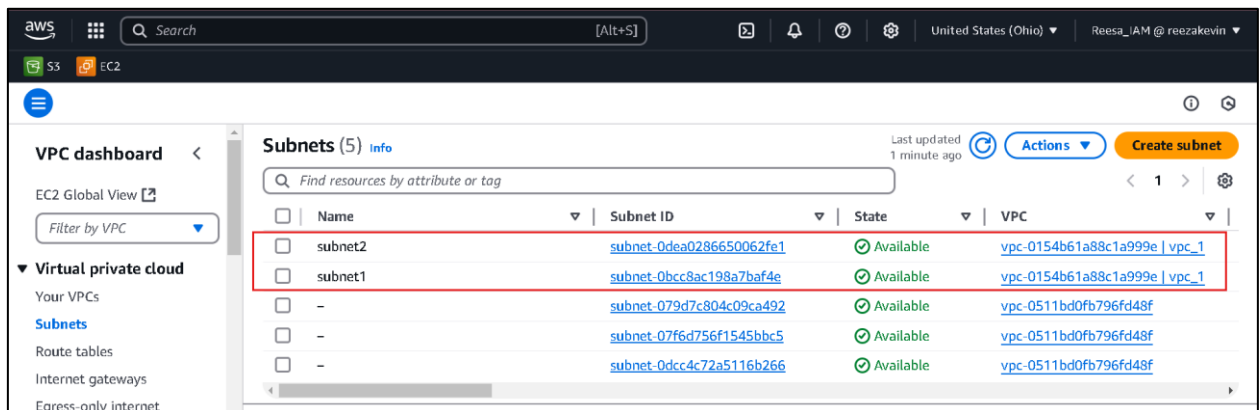 aws Search [Alt+S] United States (Ohio) Reesa_IAM @ reezakevin
S3 EC2
VPC dashboard
EC2 Global View
Filter by VPC
Virtual private cloud
Your VPCs
Subnets
Route tables
Internet gateways
Egress-only internet
Subnets (5) Info
Last updated
1 minute ago
Actions
Create subnet
Find resources by attribute or tag
1
Name Subnet ID State VPC
subnet2 subnet-0dea0286650062fe1 Available vpc-0154b61a88c1a999e | vpc_1
subnet1 subnet-0bcc8ac198a7baf4e Available vpc-0154b61a88c1a999e | vpc_1
– subnet-079d7c804c09ca492 Available vpc-0511bd0fb796fd48f
– subnet-07f6d756f1545bbc5 Available vpc-0511bd0fb796fd48f
– subnet-0dcc4c72a5116b266 Available vpc-0511bd0fb796fd48f